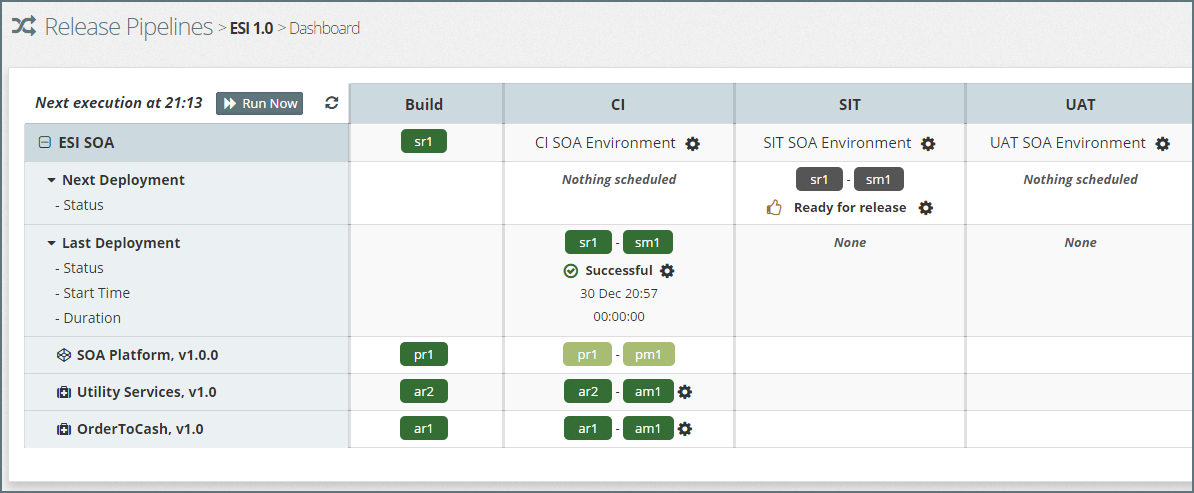 Release Pipelines > ESI 1.0 > Dashboard
Next execution at 21:13 Run Now Build CI SIT UAT
ESI SOA sr1 CI SOA Environment SIT SOA Environment UAT SOA Environment
Next Deployment Nothing scheduled sr1 - sm1 Nothing scheduled
- Status Ready for release
Last Deployment sr1 - sm1 None None
- Status Successful
- Start Time 30 Dec 20:57
- Duration 00:00:00
SOA Platform, v1.0.0 pr1 pr1 - pm1
Utility Services, v1.0 ar2 ar2 - am1
OrderToCash, v1.0 ar1 ar1 - am1